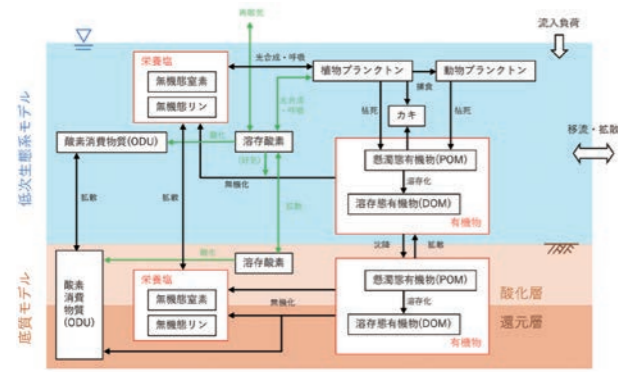 再曝気
流入負荷
栄養塩
無機態窒素
無機態リン
光合成・呼吸
植物プランクトン
捕食
動物プランクトン
光合成・呼吸
枯死
カキ
枯死
低次生態系モデル
酸素消費物質(ODU)
酸化
溶存酸素
移流・拡散
懸濁態有機物(POM)
溶存化
溶存態有機物(DOM)
有機物
無機化
拡散
拡散
拡散
沈降
拡散
底質モデル
酸素
消費
物質
(ODU)
酸化
溶存酸素
栄養塩
無機態窒素
無機態リン
無機化
懸濁態有機物(POM)
溶存化
溶存態有機物(DOM)
有機物
酸化層
還元層